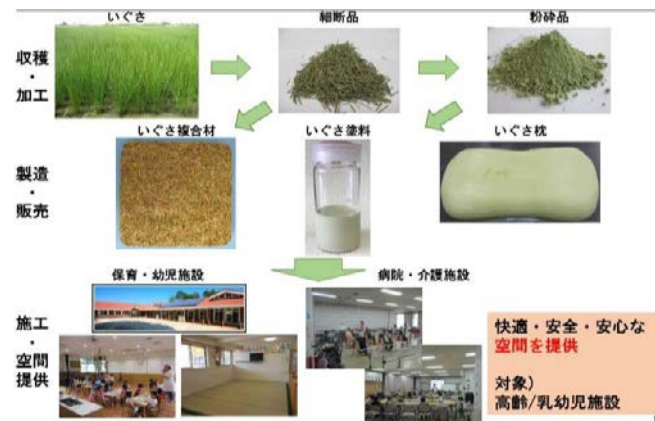 いぐさ
細断品
粉砕品
収穫
・
加工
いぐさ複合材
いぐさ塗料
いぐさ枕
製造
・
販売
保育・幼児施設
病院・介護施設
施工
・
空間
提供
快適・安全・安心な
空間を提供
対象）
高齢/乳幼児施設